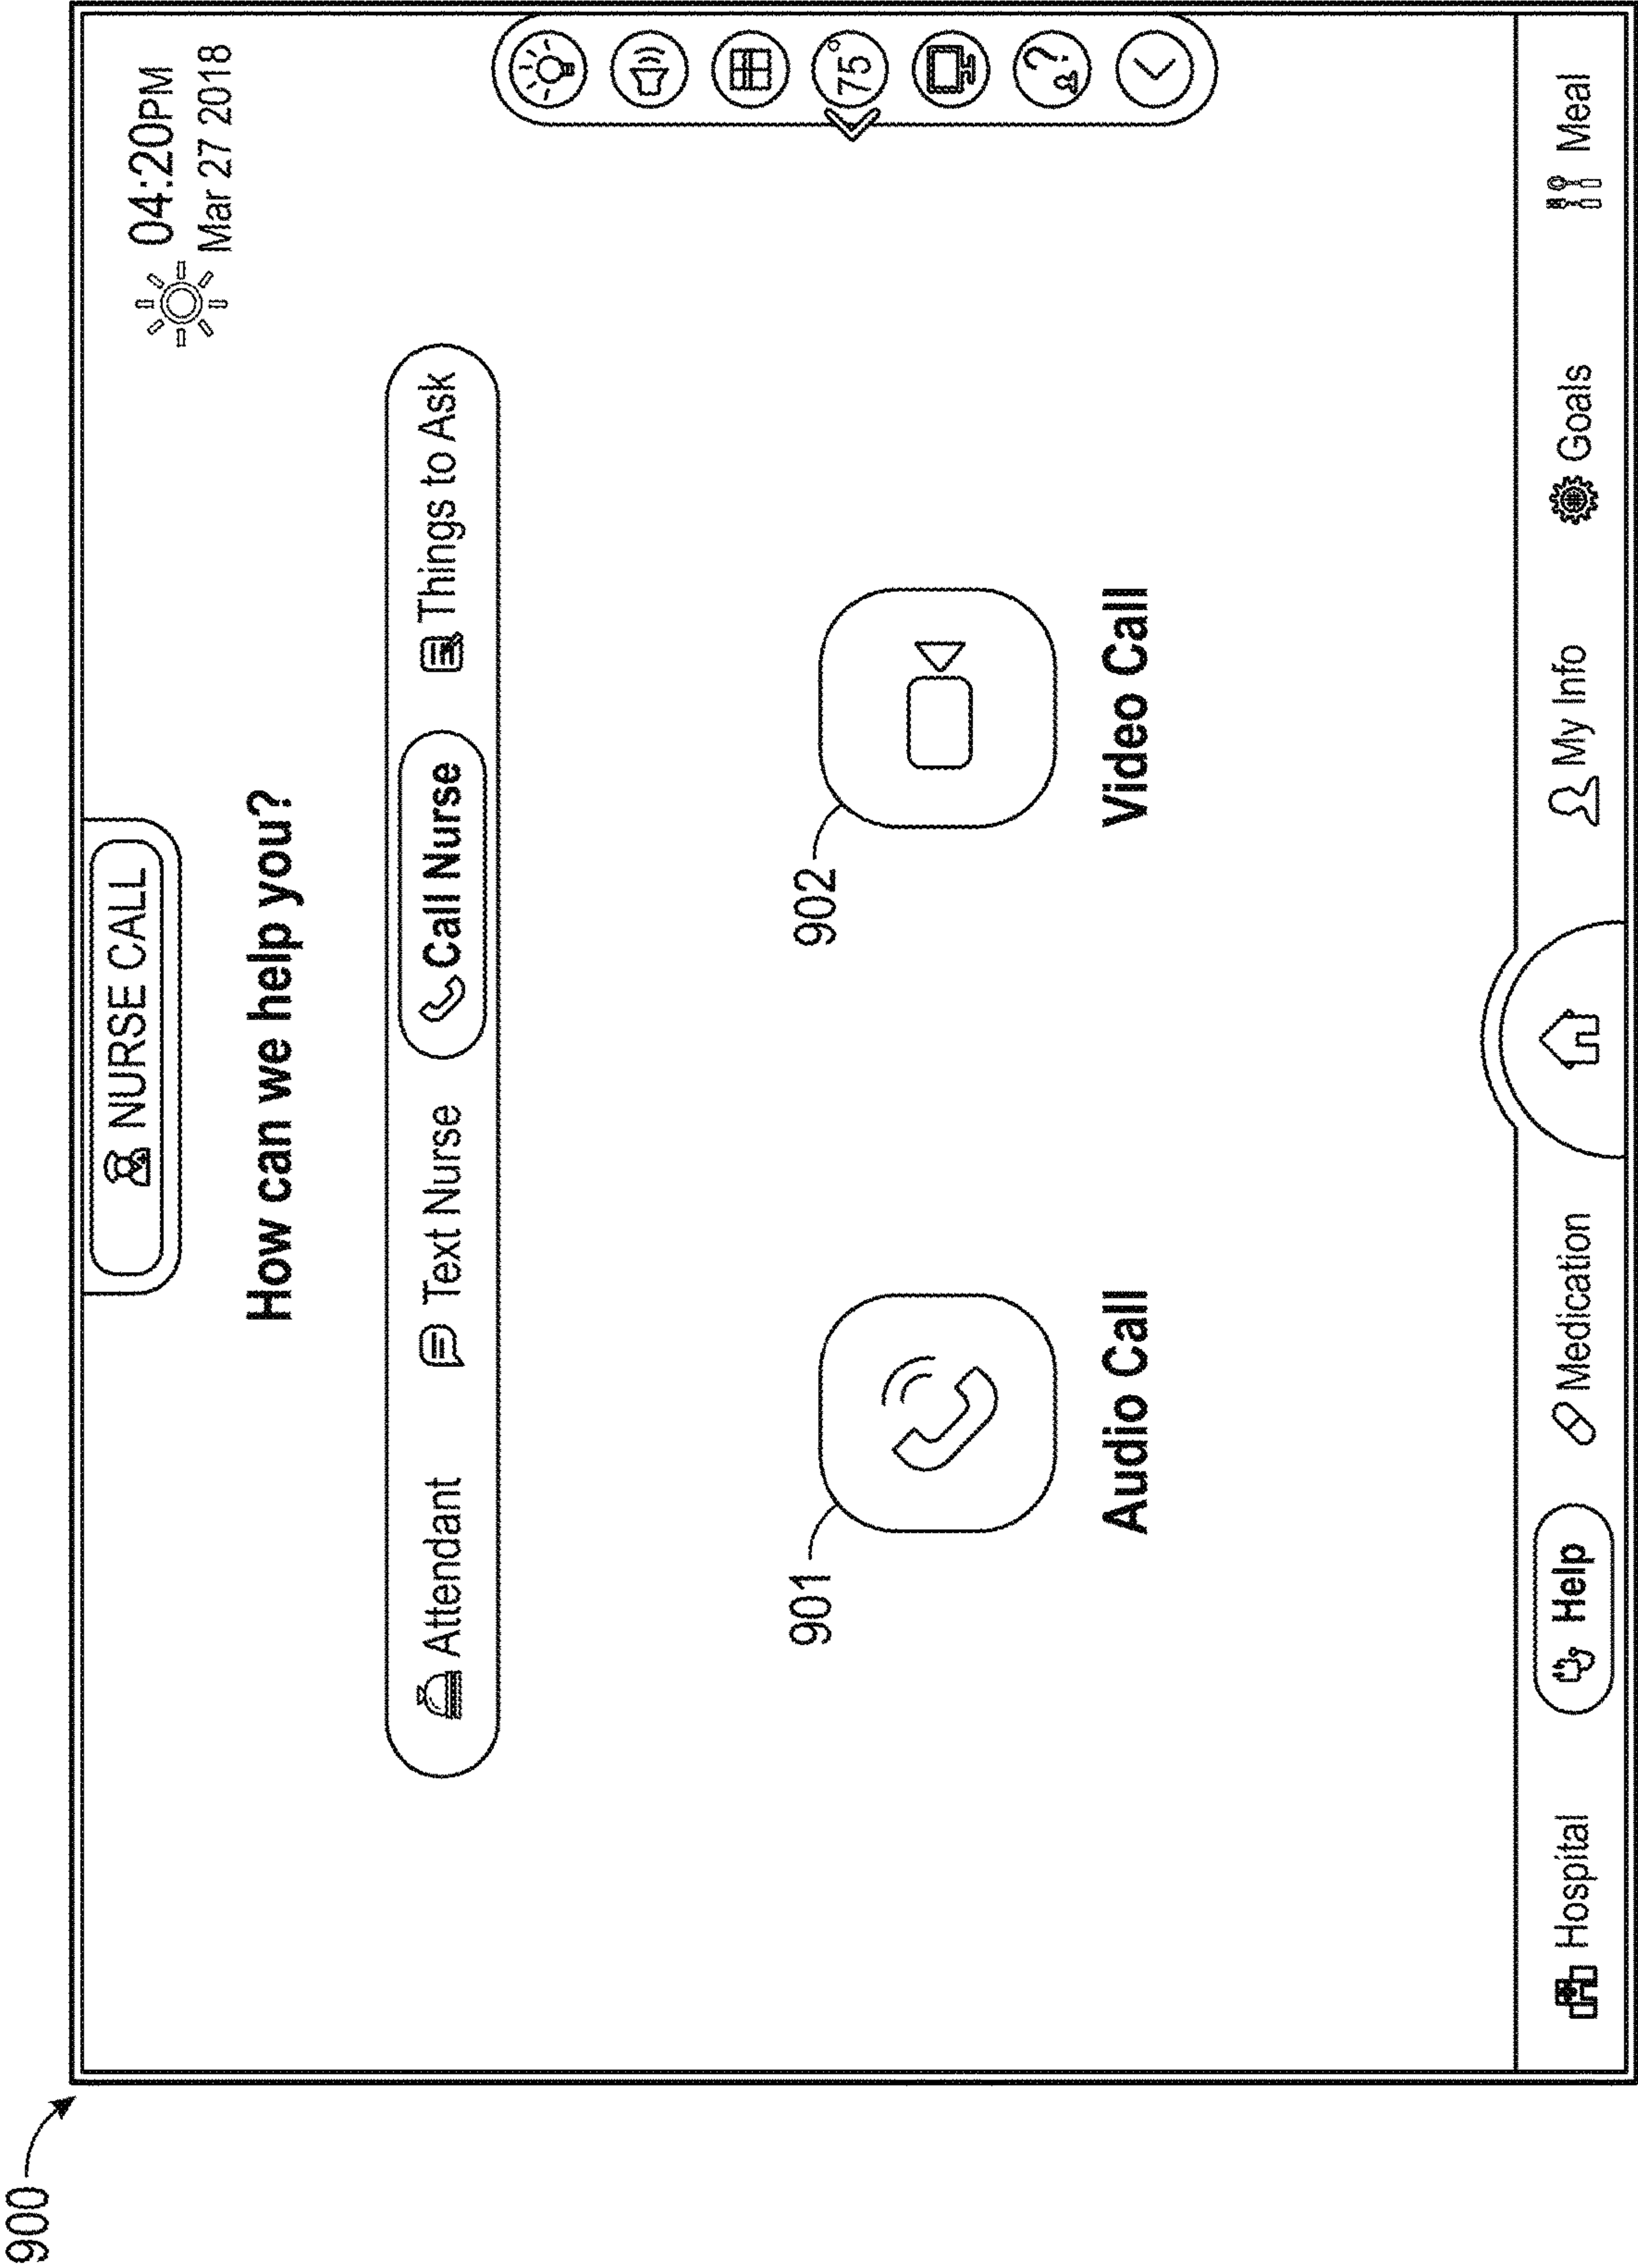 900
NURSE CALL
04:20PM
Mar 27 2018
How can we help you?
Attendant
Text Nurse
Call Nurse
Things to Ask
75°
901
902
Audio Call
Video Call
Hospital
Help
Medication
My Info
Goals
Meal